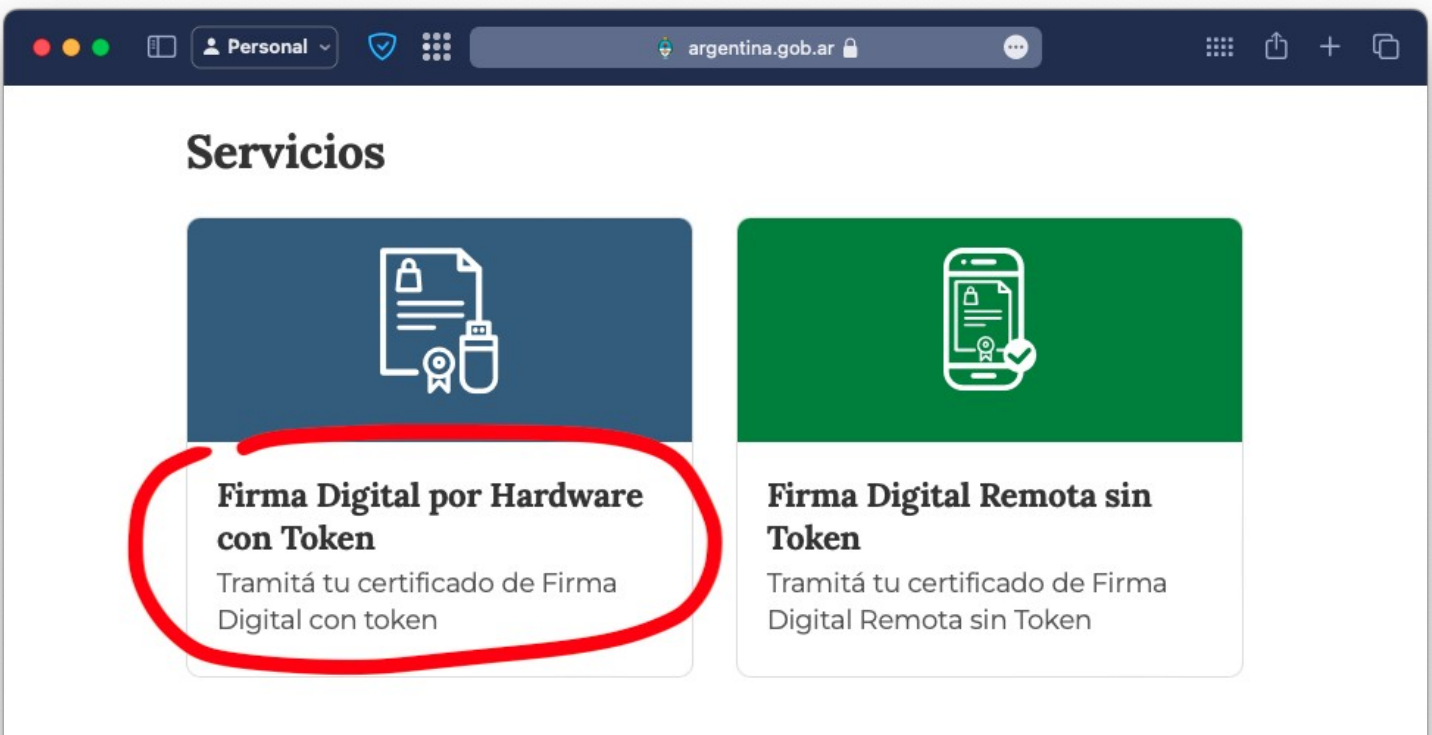 Personal
argentina.gob.ar
Servicios
Firma Digital por Hardware
con Token
Tramitá tu certificado de Firma
Digital con token
Firma Digital Remota sin
Token
Tramitá tu certificado de Firma
Digital Remota sin Token